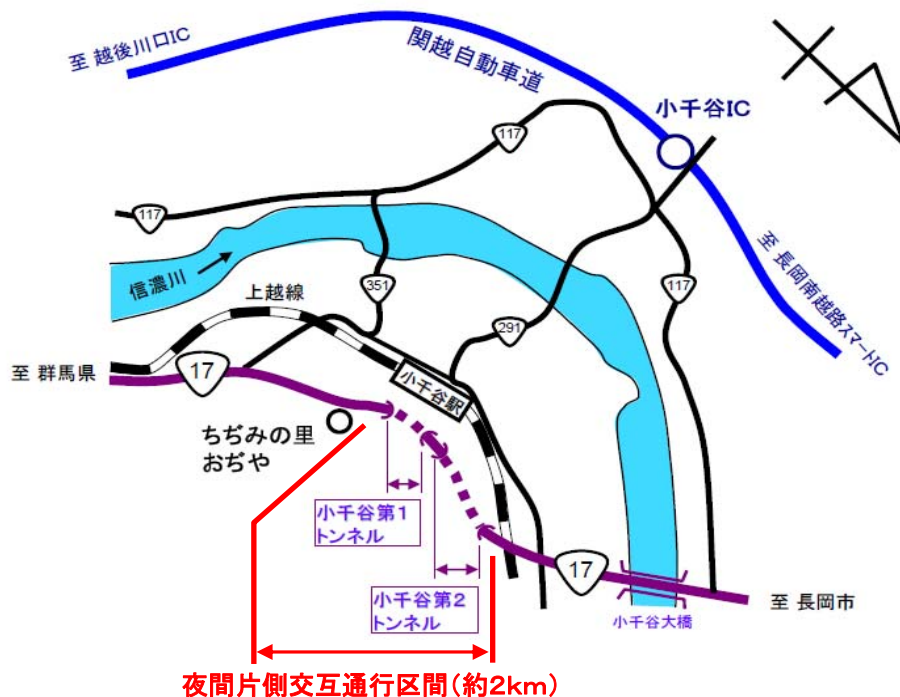 至 越後川口IC
関越自動車道
小千谷IC
117
117
信濃川
351
上越線
291
117
至 長岡南越路スマートIC
至 群馬県
17
小千谷駅
ちぢみの里
おぢや
小千谷第1
トンネル
小千谷第2
トンネル
17
至 長岡市
小千谷大橋
夜間片側交互通行区間(約2km)